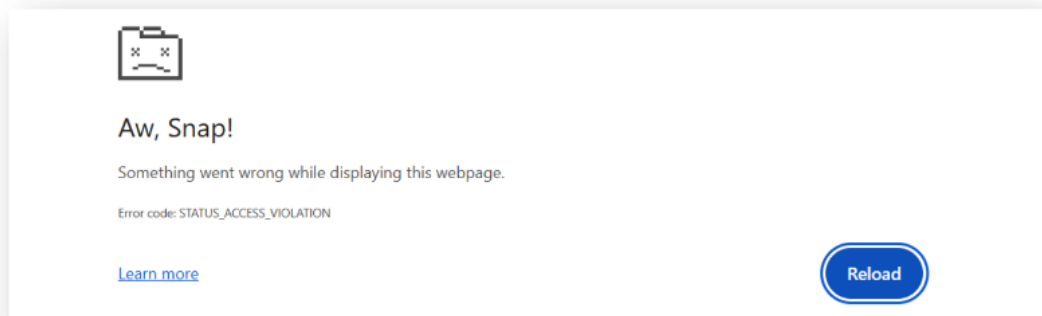 Aw, Snap!
Something went wrong while displaying this webpage.
Error code: STATUS_ACCESS_VIOLATION
Learn more
Reload